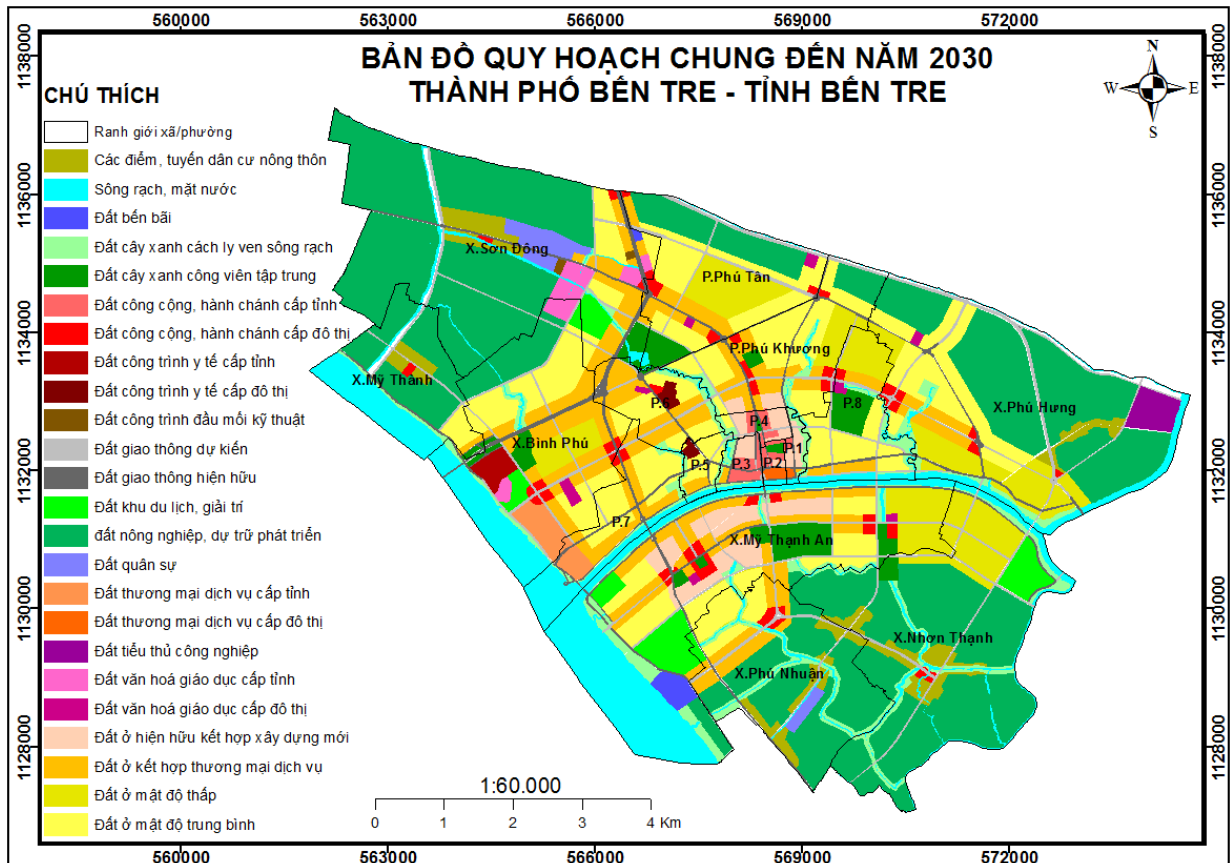 560000 563000 566000 569000 572000
BẢN ĐỒ QUY HOẠCH CHUNG ĐẾN NĂM 2030
THÀNH PHỐ BẾN TRE - TỈNH BẾN TRE
N
W E
S
CHÚ THÍCH
Ranh giới xã/phường
Các điểm, tuyến dân cư nông thôn
Sông rạch, mặt nước
Đất bến bãi
Đất cây xanh cách ly ven sông rạch
Đất cây xanh công viên tập trung
Đất công cộng, hành chánh cấp tỉnh
Đất công cộng, hành chánh cấp đô thị
Đất công trình y tế cấp tỉnh
Đất công trình y tế cấp đô thị
Đất công trình đầu mối kỹ thuật
Đất giao thông dự kiến
Đất giao thông hiện hữu
Đất khu du lịch, giải trí
đất nông nghiệp, dự trữ phát triển
Đất quân sự
Đất thương mại dịch vụ cấp tỉnh
Đất thương mại dịch vụ cấp đô thị
Đất tiểu thủ công nghiệp
Đất văn hoá giáo dục cấp tỉnh
Đất văn hoá giáo dục cấp đô thị
Đất ở hiện hữu kết hợp xây dựng mới
Đất ở kết hợp thương mại dịch vụ
Đất ở mật độ thấp
Đất ở mật độ trung bình
X.Sơn Đông
P.Phú Tân
P.Phú Khương
X.Mỹ Thành
P.6
P.8
X.Phú Hưng
P.4
X.Bình Phú
P.1
P.5
P.3
P.2
P.7
X.Mỹ Thạnh An
X.Nhơn Thạnh
X.Phú Nhuận
1:60.000
0 1 2 3 4 Km
1138000
1136000
1134000
1132000
1130000
1128000
1138000
1136000
1134000
1132000
1130000
1128000
560000 563000 566000 569000 572000